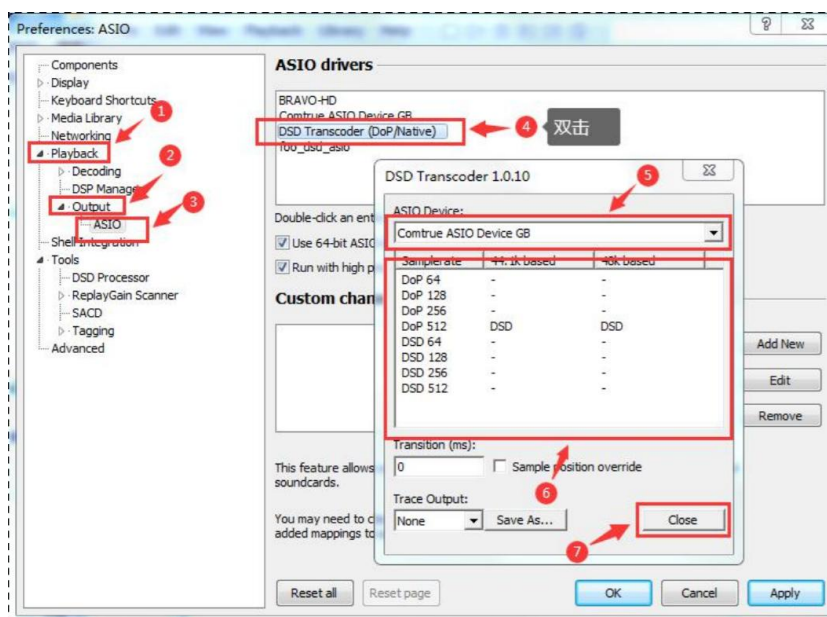 Preferences: ASIO
Components
Display
Keyboard Shortcuts
Media Library
Networking
Playback
Decoding
DSP Manage
Output
ASIO
Shell Integration
Tools
DSD Processor
ReplayGain Scanner
SACD
Tagging
Advanced
1
2
3
ASIO drivers
BRAVO-HD
Comtrue ASIO Device GB
DSD Transcoder (DoP/Native)
foo_dsd_asio
4
双击
Double-click an ent
Use 64-bit ASIO
Run with high p
Custom chan
Add New
Edit
Remove
This feature allows
soundcards.
You may need to c
added mappings to
DSD Transcoder 1.0.10
5
ASIO Device:
Comtrue ASIO Device GB
Samplerate 44.1k based 48k based
DoP 64 - -
DoP 128 - -
DoP 256 - -
DoP 512 DSD DSD
DSD 64 - -
DSD 128 - -
DSD 256 - -
DSD 512 - -
Transition (ms):
0 Sample position override
6
Trace Output:
None Save As... Close
7
Reset all Reset page OK Cancel Apply